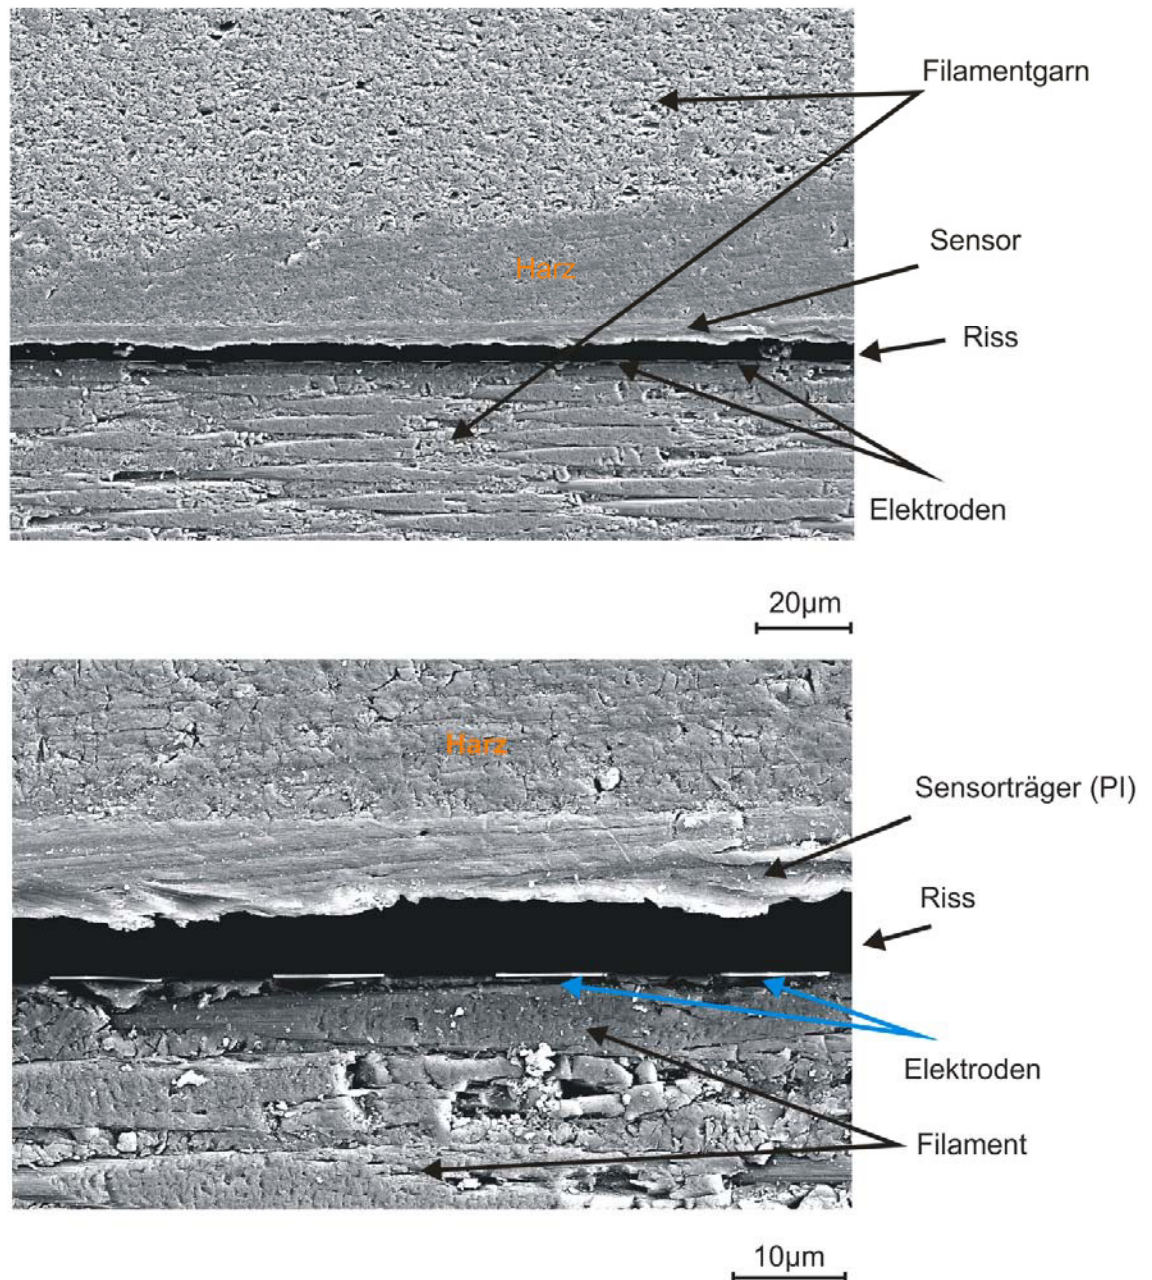 Filamentgarn
Sensor
Harz
Riss
Elektroden
20µm
Harz
Sensorträger (PI)
Riss
Elektroden
Filament
10µm